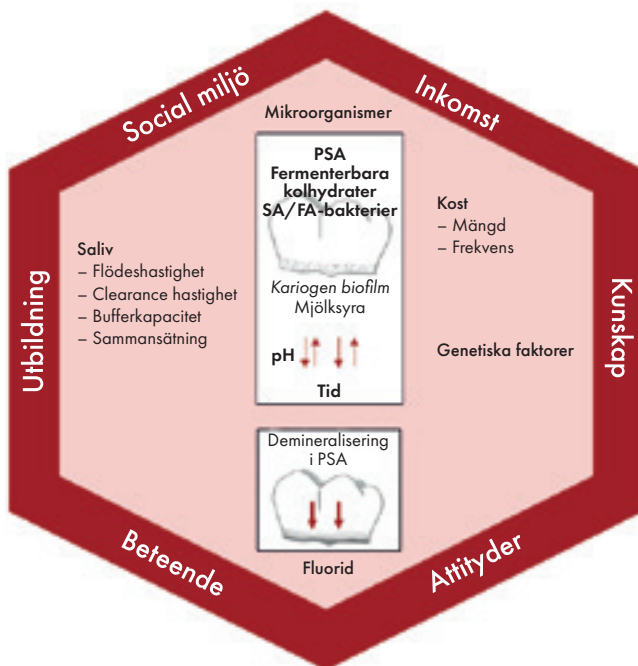 Social miljö
Inkomst
Mikroorganismer
PSA
Fermenterbara
kolhydrater
SA/FA-bakterier
Kost
– Mängd
– Frekvens
Saliv
– Flödeshastighet
– Clearance hastighet
– Bufferkapacitet
– Sammansätning
Utbildning
Kunskap
Kariogen biofilm
Mjölksyra
pH
Genetiska faktorer
Tid
Demineralisering
i PSA
Fluorid
Beteende
Attityder